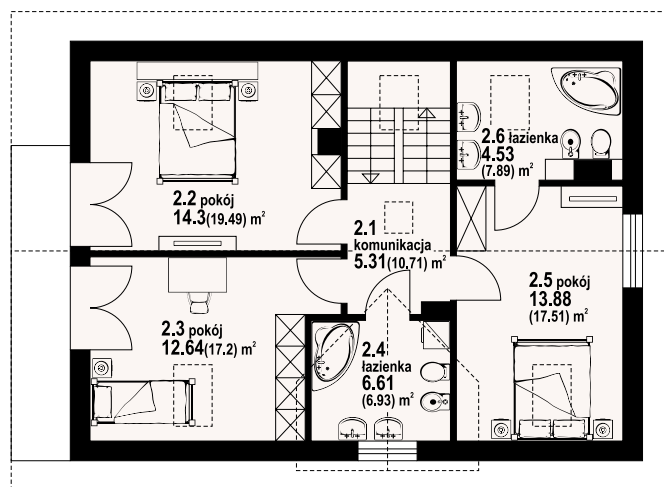 2.2 pokój
14.3(19.49) m²
2.1
komunikacja
5.31(10.71) m²
2.6 łazienka
4.53
(7.89) m²
2.5 pokój
13.88
(17.51) m²
2.3 pokój
12.64(17.2) m²
2.4
łazienka
6.61
(6.93) m²